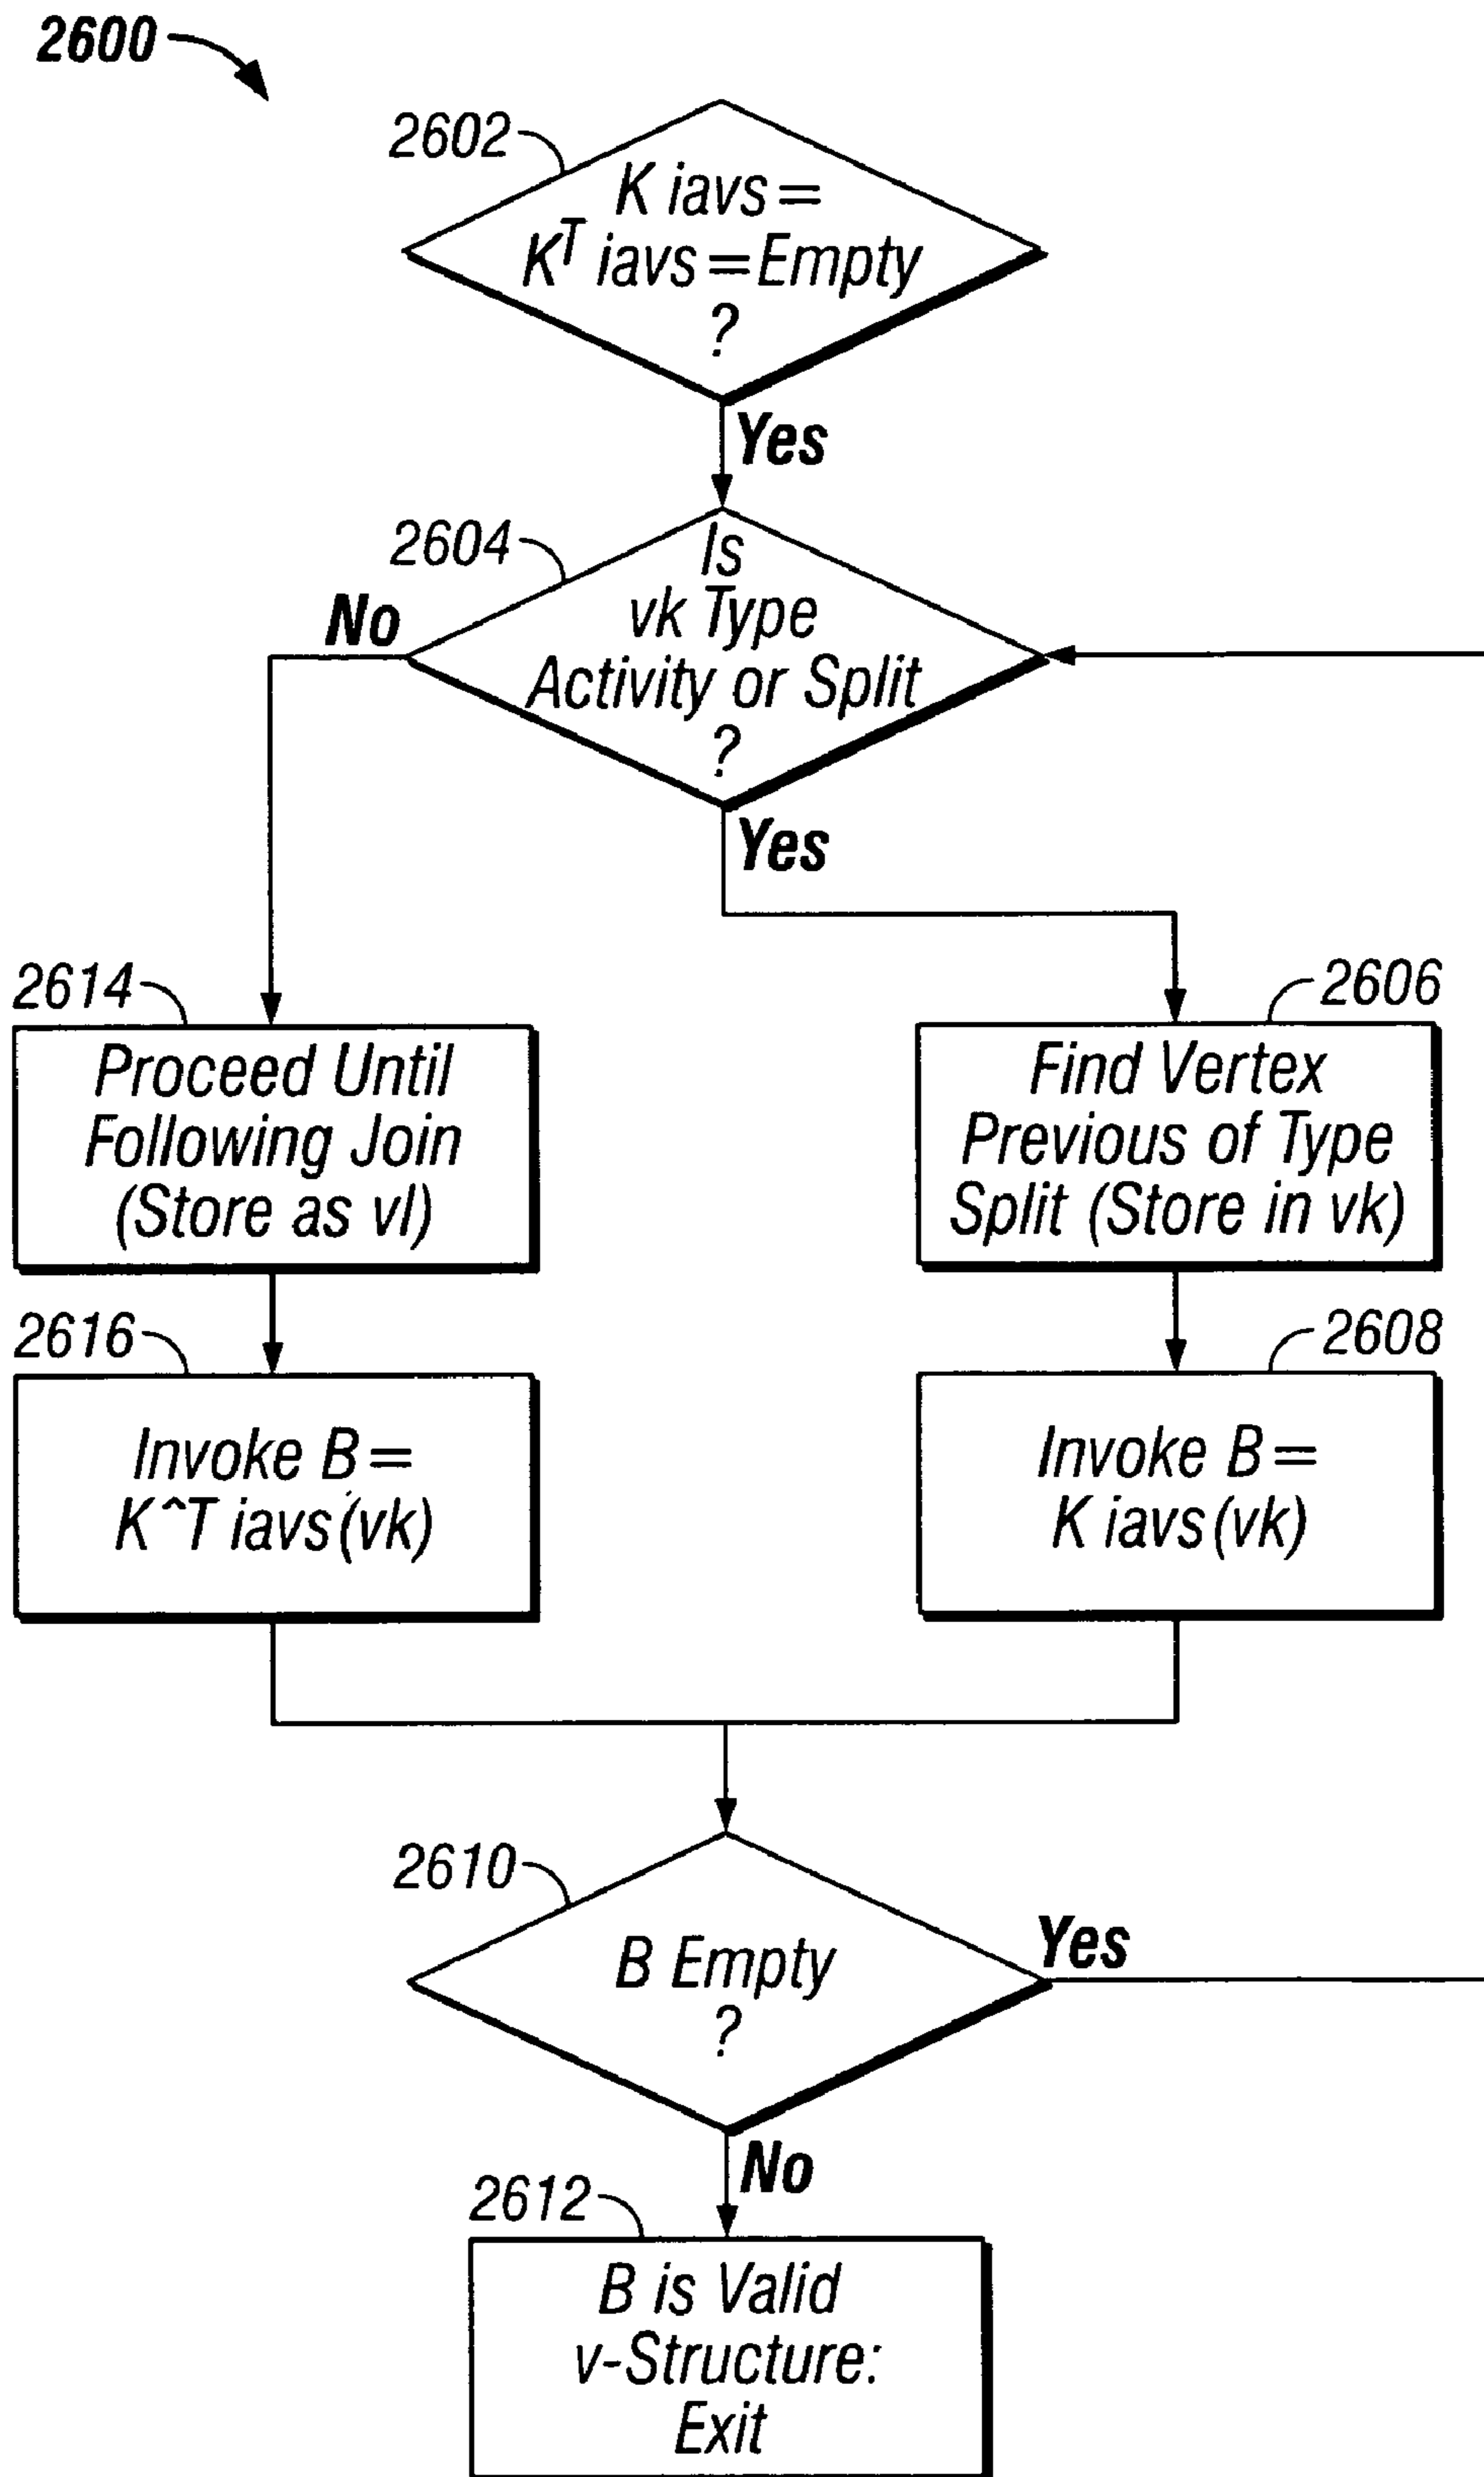 2600
2602
K iavs =
K^T iavs = Empty
?
Yes
2604
Is
vk Type
Activity or Split
?
No
Yes
2614
Proceed Until
Following Join
(Store as vl)
2606
Find Vertex
Previous of Type
Split (Store in vk)
2616
Invoke B =
K^T iavs (vk)
2608
Invoke B =
K iavs (vk)
2610
B Empty
?
Yes
No
2612
B is Valid
v-Structure:
Exit